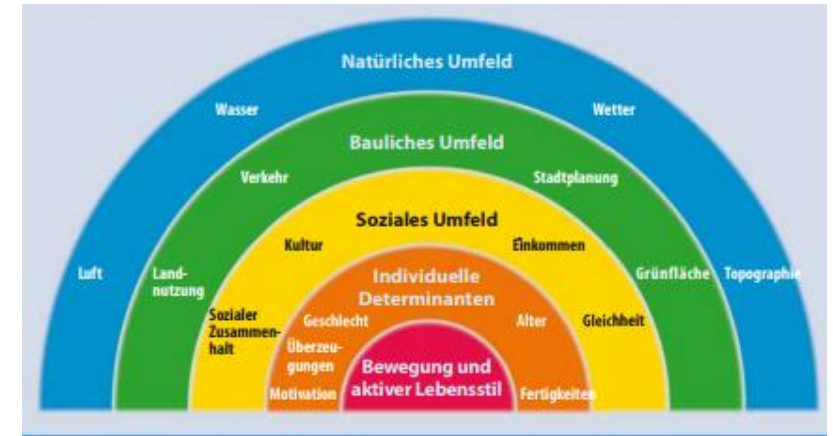 Natürliches Umfeld
Wasser
Wetter
Bauliches Umfeld
Verkehr
Stadtplanung
Soziales Umfeld
Kultur
Einkommen
Luft
Land-
nutzung
Individuelle
Determinanten
Grünfläche
Topographie
Sozialer
Zusammen-
halt
Geschlecht
Alter
Gleichheit
Überzeu-
gungen
Bewegung und
aktiver Lebensstil
Motivation
Fertigkeiten